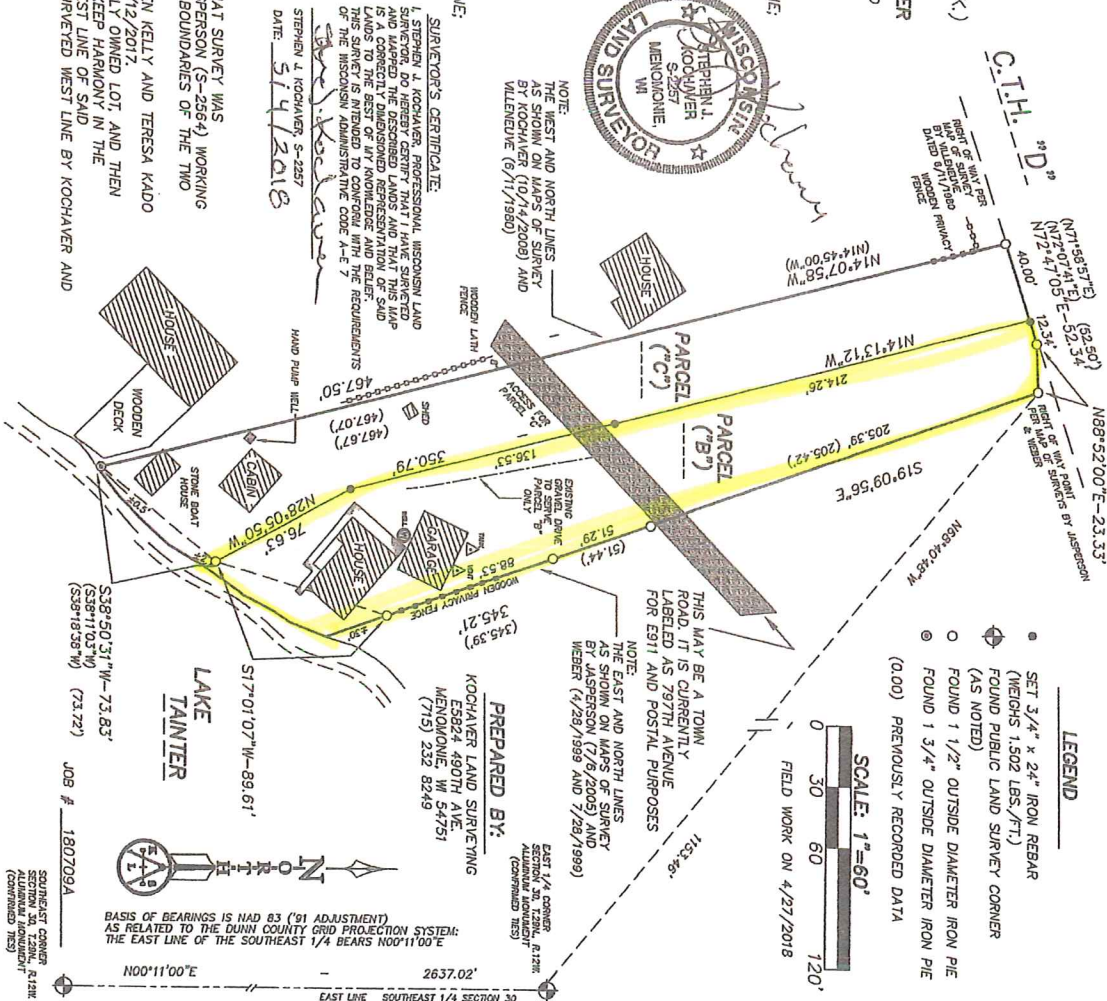 K.)
ER
C.T.H. "D"
RIGHT OF WAY PER
MAP OF SURVEY
BY VILLENEUVE
DATED 6/11/1980
WOODEN PRIVACY
FENCE
(N71°58'57"E)
(N72°07'41"E)
N72°47'05"E-52.34'
(52.50')
40.00'
12.34'
N88°52'00"E-23.33'
RIGHT OF WAY POINT
PER MAP OF SURVEYS BY JASPERSON
& WEBER
LEGEND
SET 3/4" x 24" IRON REBAR
(WEIGHS 1.502 LBS./FT.)
FOUND PUBLIC LAND SURVEY CORNER
(AS NOTED)
FOUND 1 1/2" OUTSIDE DIAMETER IRON PIE
FOUND 1 3/4" OUTSIDE DIAMETER IRON PIE
(0.00) PREVIOUSLY RECORDED DATA
SCALE: 1"=60'
0 30 60 120'
FIELD WORK ON 4/27/2018
WISCONSIN
STEPHEN J.
KOCHAVER
S-2257
MENOMONIE,
WI
LAND SURVEYOR
NE;
NOTE:
THE WEST AND NORTH LINES
AS SHOWN ON MAPS OF SURVEY
BY KOCHAVER (10/14/2008) AND
VILLENEUVE (6/11/1980)
N14°07'58"W
(N14°45'00"W)
HOUSE
PARCEL
("C")
N14°13'12"W
214.26'
PARCEL
("B")
205.39' (205.42')
S19°09'56"E
N66°40'48"W
1153.46'
THIS MAY BE A TOWN
ROAD. IT IS CURRENTLY
LABELED AS 797TH AVENUE
FOR E911 AND POSTAL PURPOSES
NOTE:
THE EAST AND NORTH LINES
AS SHOWN ON MAPS OF SURVEY
BY JASPERSON (7/6/2005) AND
WEBER (4/28/1999 AND 7/28/1999)
ACCESS FOR
PARCEL "C"
WOODEN LATH
FENCE
467.50'
(467.07')
(467.67')
SHED
136.53'
350.79'
EXISTING
GRAVEL DRIVE
TO SERVE
PARCEL "B"
ONLY
51.29'
(51.44')
88.53'
WOODEN PRIVACY FENCE
345.21'
(345.39')
GARAGE
HOUSE
±30'
N28°05'50"W
76.63'
HAND PUMP WELL
CABIN
STONE BOAT
HOUSE
HOUSE
WOODEN
DECK
±0.5'
S38°50'31"W-73.83'
(S38°11'03"W)
(S38°18'38"W) (73.72')
S17°01'07"W-89.61'
LAKE
TAINTER
NE;
SURVEYOR'S CERTIFICATE:
I, STEPHEN J. KOCHAVER, PROFESSIONAL WISCONSIN LAND
SURVEYOR, DO HEREBY CERTIFY THAT I HAVE SURVEYED
AND MAPPED THE DESCRIBED LANDS AND THAT THIS MAP
IS A CORRECTLY DIMENSIONED REPRESENTATION OF SAID
LANDS TO THE BEST OF MY KNOWLEDGE AND BELIEF.
THIS SURVEY IS INTENDED TO CONFORM WITH THE REQUIREMENTS
OF THE WISCONSIN ADMINISTRATIVE CODE A-E 7
STEPHEN J. KOCHAVER, S-2257
DATE: 5/4/2018
AT SURVEY WAS
PPERSON (S-2564) WORKING
BOUNDARIES OF THE TWO
EN KELLY AND TERESA KADO
/12/2017.
LY OWNED LOT, AND THEN
KEEP HARMONY IN THE
EST LINE OF SAID
URVEYED WEST LINE BY KOCHAVER AND
PREPARED BY:
KOCHAVER LAND SURVEYING
E5824 490TH AVE.
MENOMONIE, WI 54751
(715) 232 8249
JOB # 180709A
NORTH
BASIS OF BEARINGS IS NAD 83 ('91 ADJUSTMENT)
AS RELATED TO THE DUNN COUNTY GRID PROJECTION SYSTEM:
THE EAST LINE OF THE SOUTHEAST 1/4 BEARS N00°11'00"E
EAST 1/4 CORNER
SECTION 30, T.28N., R.12W.
ALUMINUM MONUMENT
(CONFIRMED TIES)
N00°11'00"E - 2637.02'
EAST LINE SOUTHEAST 1/4 SECTION 30
SOUTHEAST CORNER
SECTION 30, T.28N., R.12W.
ALUMINUM MONUMENT
(CONFIRMED TIES)